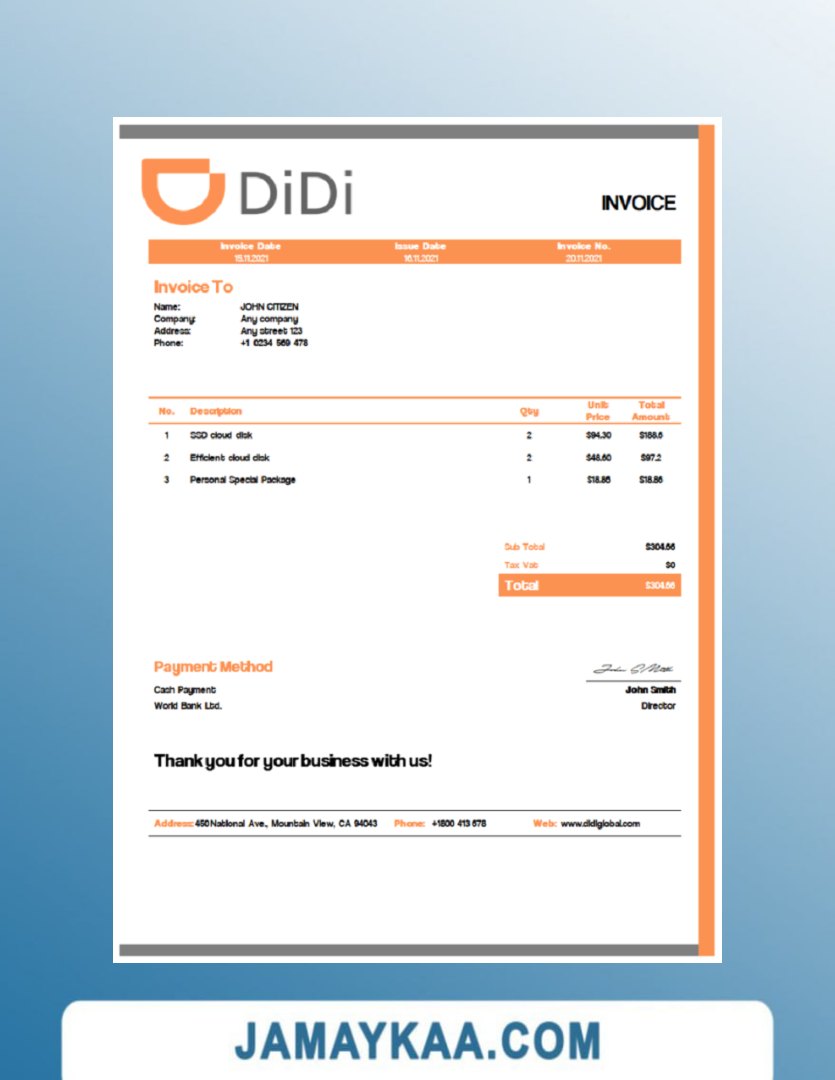 DiDi
INVOICE
Invoice Date Issue Date Invoice No.
15.11.2021 16.11.2021 20.11.2021
Invoice To
Name: JOHN CITIZEN
Company: Any company
Address: Any street 123
Phone: +1 0234 569 478
No. Description Qty Unit Price Total Amount
1 SSD cloud disk 2 $94.30 $188.6
2 Efficient cloud disk 2 $48.60 $97.2
3 Personal Special Package 1 $18.86 $18.86
Sub Total $304.66
Tax Vat: $0
Total $304.66
Payment Method
Cash Payment John Smith
World Bank Ltd. Director
Thank you for your business with us!
Address: 450 National Ave., Mountain View, CA 94043 Phone: +1800 413 678 Web: www.didiglobal.com
JAMAYKAA.COM